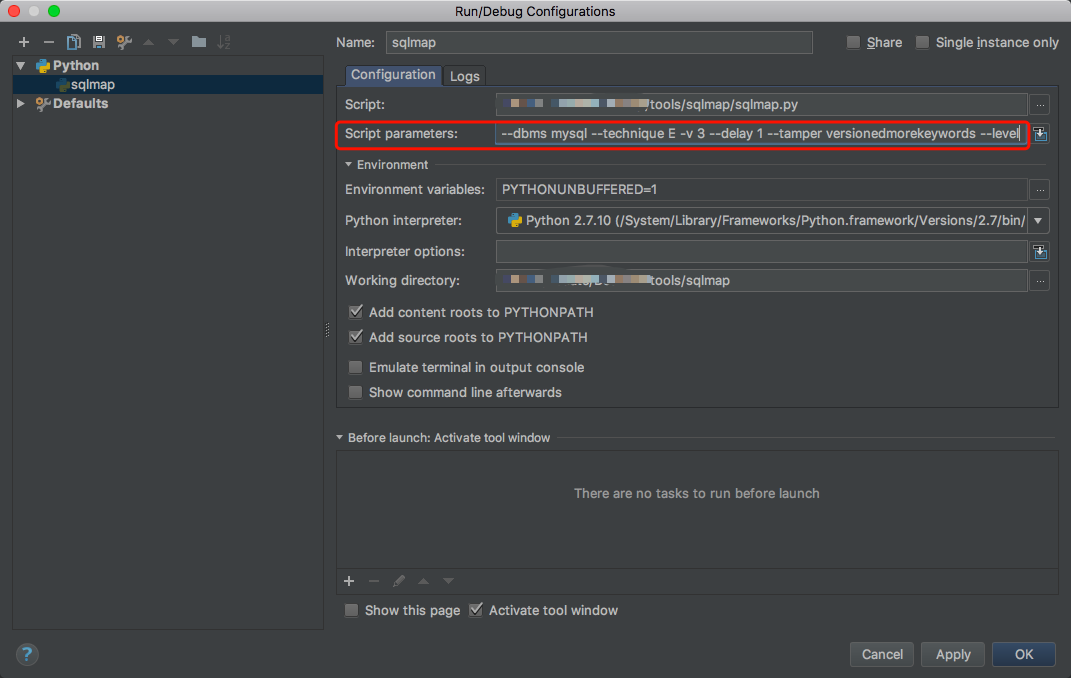 Run/Debug Configurations
Name: sqlmap Share Single instance only
Python
sqlmap
Defaults
Configuration Logs
Script: /tools/sqlmap/sqlmap.py ...
Script parameters: --dbms mysql --technique E -v 3 --delay 1 --tamper versionedmorekeywords --level
Environment
Environment variables: PYTHONUNBUFFERED=1 ...
Python interpreter: Python 2.7.10 (/System/Library/Frameworks/Python.framework/Versions/2.7/bin/
Interpreter options:
Working directory: tools/sqlmap ...
Add content roots to PYTHONPATH
Add source roots to PYTHONPATH
Emulate terminal in output console
Show command line afterwards
Before launch: Activate tool window
There are no tasks to run before launch
Show this page Activate tool window
? Cancel Apply OK